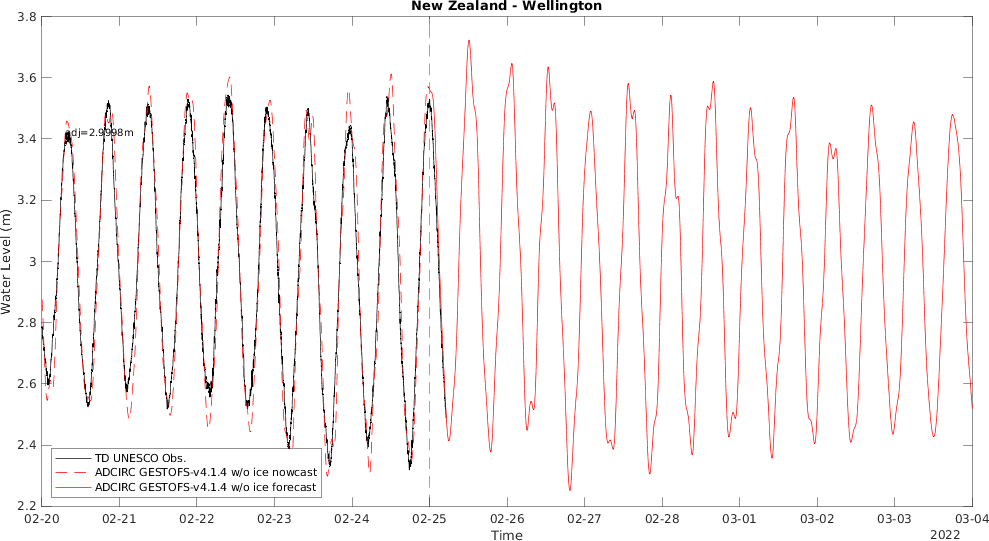 New Zealand - Wellington
3.8
3.6
3.4
3.2
3
2.8
2.6
2.4
2.2
Water Level (m)
adj=2.9998m
TD UNESCO Obs.
ADCIRC GESTOFS-v4.1.4 w/o ice nowcast
ADCIRC GESTOFS-v4.1.4 w/o ice forecast
02-20 02-21 02-22 02-23 02-24 02-25 02-26 02-27 02-28 03-01 03-02 03-03 03-04
Time
2022